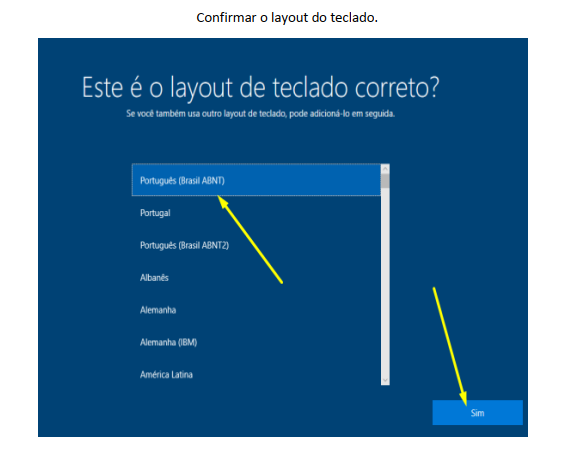 Confirmar o layout do teclado.
Este é o layout de teclado correto?
Se você também usa outro layout de teclado, pode adicioná-lo em seguida.
Português (Brasil ABNT)
Portugal
Português (Brasil ABNT2)
Albanês
Alemanha
Alemanha (IBM)
América Latina
Sim